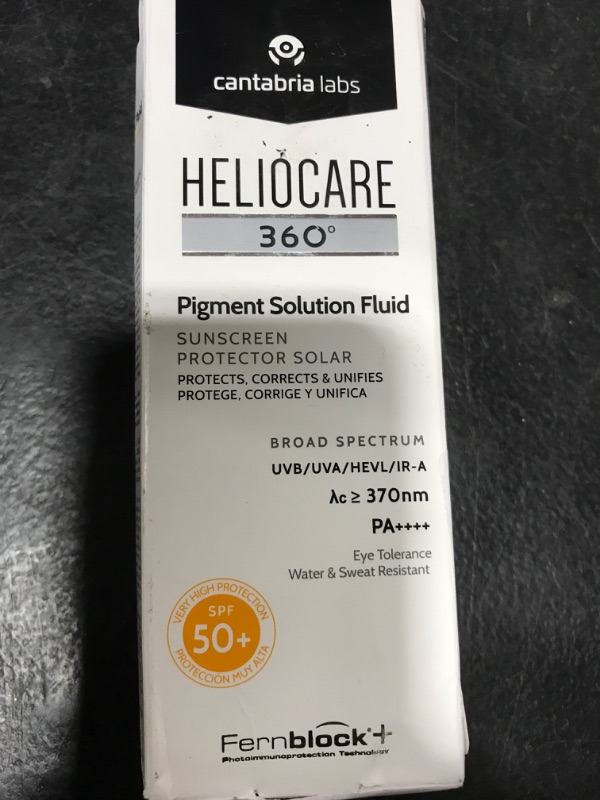 cantabria labs
HELIOCARE
360°
Pigment Solution Fluid
SUNSCREEN
PROTECTOR SOLAR
PROTECTS, CORRECTS & UNIFIES
PROTEGE, CORRIGE Y UNIFICA
BROAD SPECTRUM
UVB/UVA/HEVL/IR-A
λc ≥ 370nm
PA++++
Eye Tolerance
Water & Sweat Resistant
VERY HIGH PROTECTION
SPF
50+
PROTECCIÓN MUY ALTA
Fernblock+
Photoimmunoprotection Technology